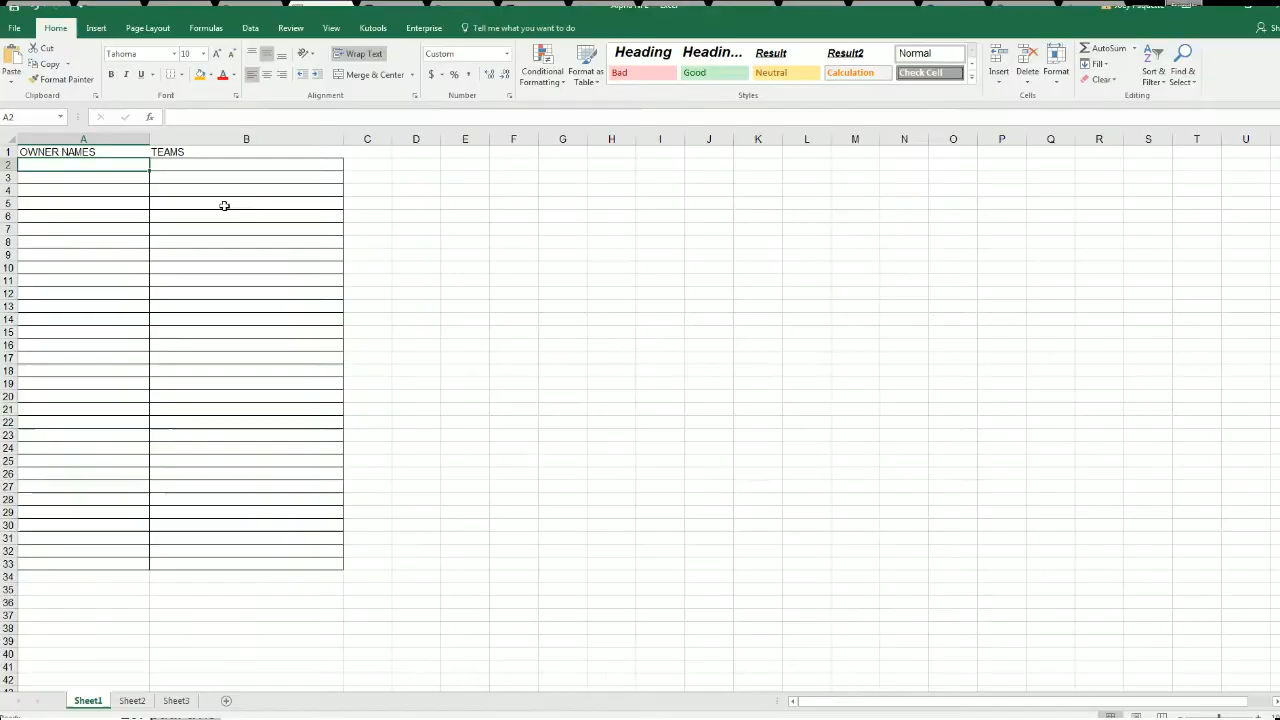 File Home Insert Page Layout Formulas Data Review View Kutools Enterprise Tell me what you want to do
Cut
Copy
Format Painter
Paste
Clipboard
Tahoma 10
B I U
Font
Wrap Text
Merge & Center
Alignment
Custom
$ % ,
Number
Conditional Formatting
Format as Table
Heading Headin... Result Result2 Normal
Bad Good Neutral Calculation Check Cell
Styles
Insert Delete Format
Cells
AutoSum
Fill
Clear
Sort & Filter
Find & Select
Editing
A2 fx
A B C D E F G H I J K L M N O P Q R S T U
1 OWNER NAMES TEAMS
2
3
4
5
6
7
8
9
10
11
12
13
14
15
16
17
18
19
20
21
22
23
24
25
26
27
28
29
30
31
32
33
34
35
36
37
38
39
40
41
42
Sheet1 Sheet2 Sheet3